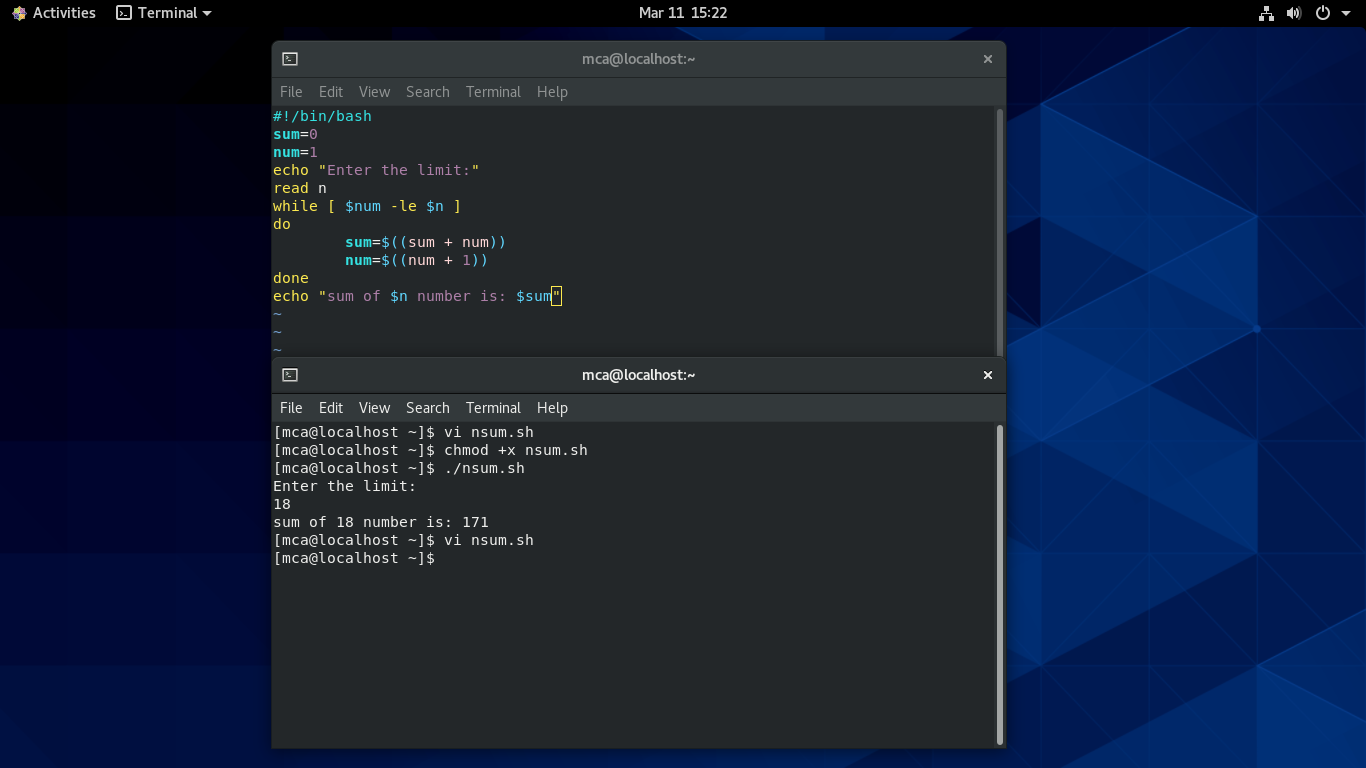 Activities Terminal Mar 11 15:22
mca@localhost:~ ×
File Edit View Search Terminal Help
#!/bin/bash
sum=0
num=1
echo "Enter the limit:"
read n
while [ $num -le $n ]
do
        sum=$((sum + num))
        num=$((num + 1))
done
echo "sum of $n number is: $sum"
~
~
~
mca@localhost:~ ×
File Edit View Search Terminal Help
[mca@localhost ~]$ vi nsum.sh
[mca@localhost ~]$ chmod +x nsum.sh
[mca@localhost ~]$ ./nsum.sh
Enter the limit:
18
sum of 18 number is: 171
[mca@localhost ~]$ vi nsum.sh
[mca@localhost ~]$